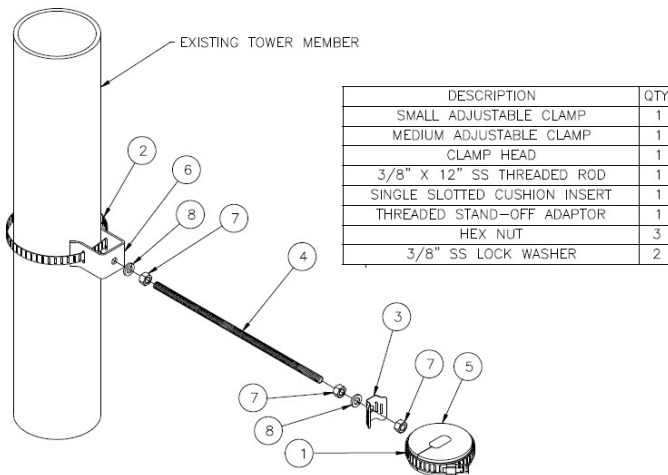 EXISTING TOWER MEMBER
2
6
8
7
4
3
7
5
7
8
1
DESCRIPTION QTY
SMALL ADJUSTABLE CLAMP 1
MEDIUM ADJUSTABLE CLAMP 1
CLAMP HEAD 1
3/8" X 12" SS THREADED ROD 1
SINGLE SLOTTED CUSHION INSERT 1
THREADED STAND-OFF ADAPTOR 1
HEX NUT 3
3/8" SS LOCK WASHER 2